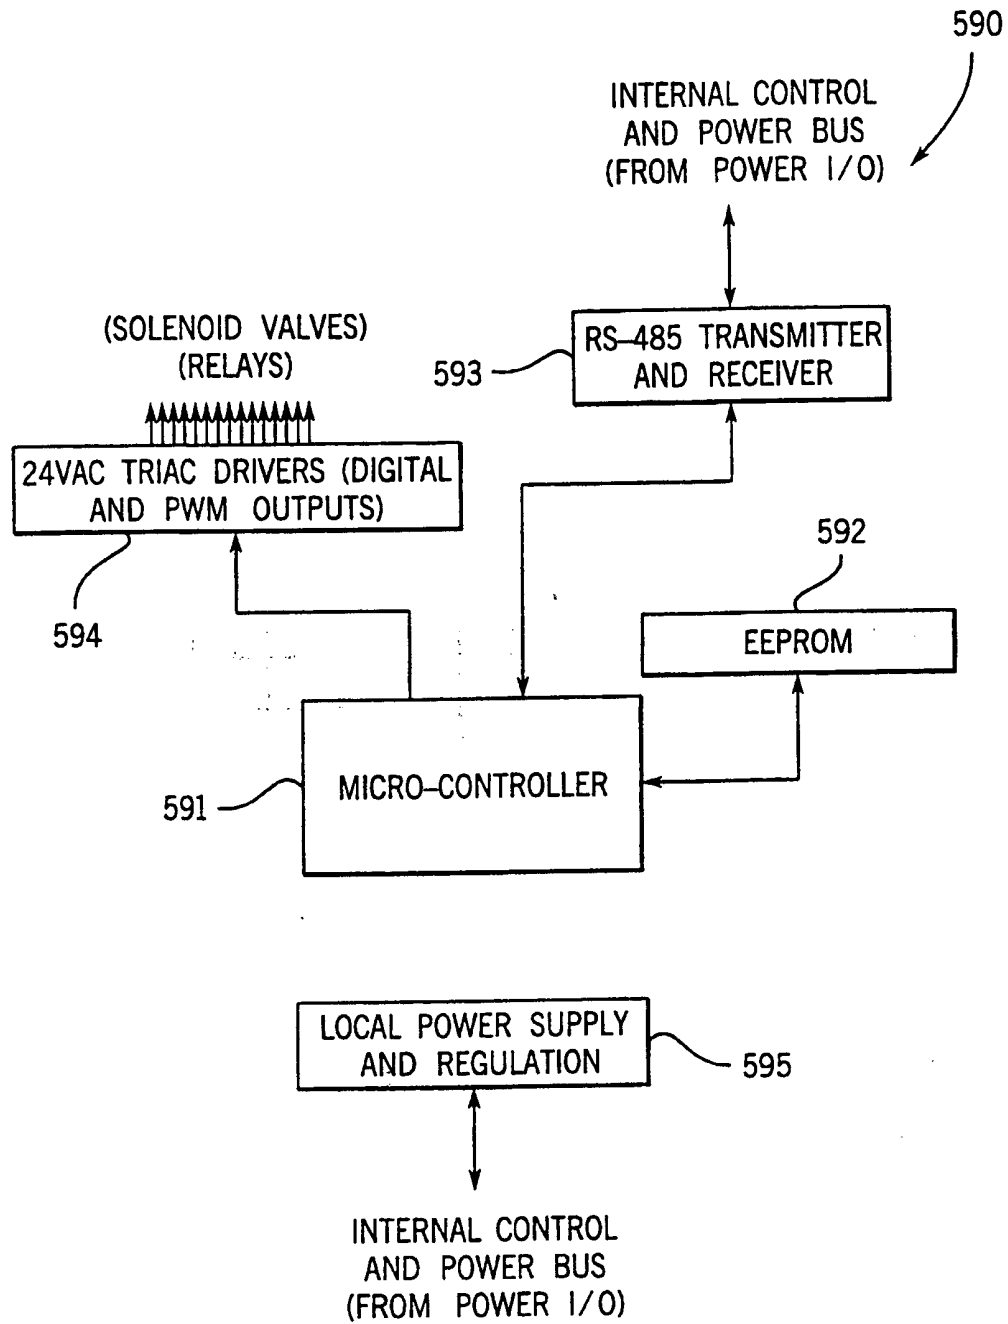 590
INTERNAL CONTROL
AND POWER BUS
(FROM POWER I/O)
(SOLENOID VALVES)
(RELAYS)
593
RS-485 TRANSMITTER
AND RECEIVER
24VAC TRIAC DRIVERS (DIGITAL
AND PWM OUTPUTS)
594
592
EEPROM
591
MICRO-CONTROLLER
LOCAL POWER SUPPLY
AND REGULATION
595
INTERNAL CONTROL
AND POWER BUS
(FROM POWER I/O)